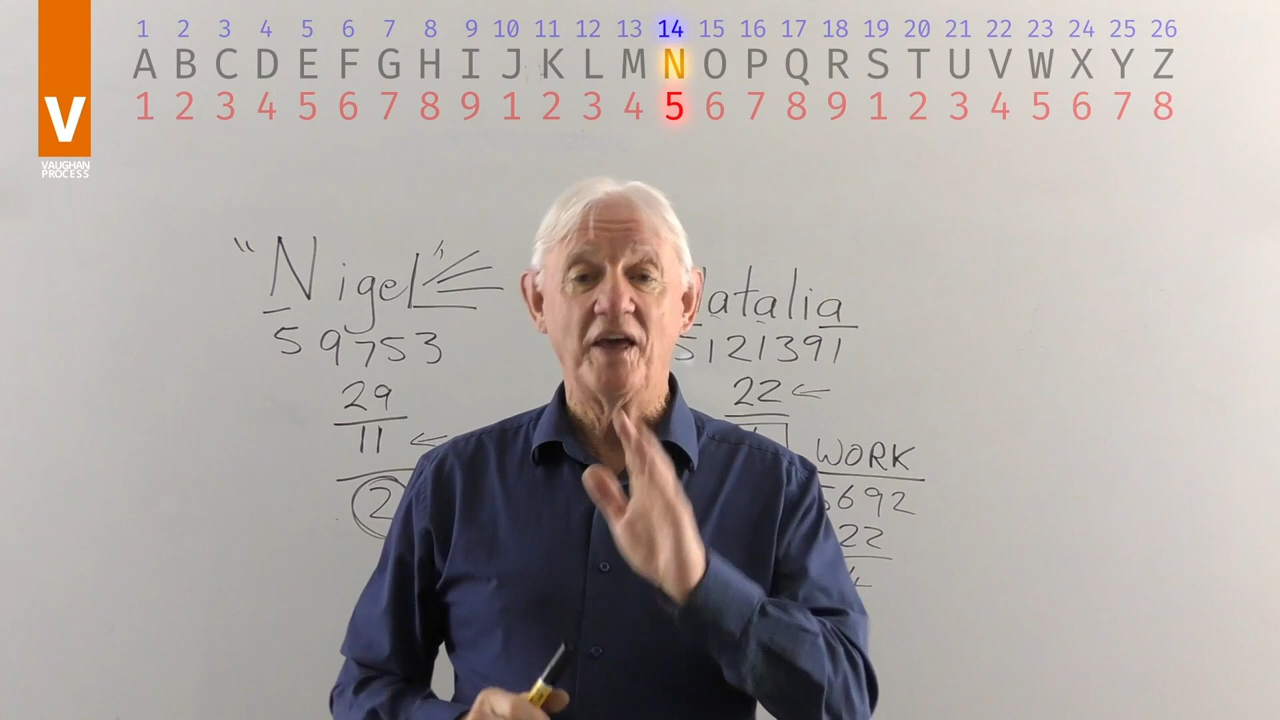 1 2 3 4 5 6 7 8 9 10 11 12 13 14 15 16 17 18 19 20 21 22 23 24 25 26
A B C D E F G H I J K L M N O P Q R S T U V W X Y Z
1 2 3 4 5 6 7 8 9 1 2 3 4 5 6 7 8 9 1 2 3 4 5 6 7 8
V
VAUGHAN
PROCESS
"Nigel"
59753
29
11
2
atalia
5121391
22
WORK
5692
22